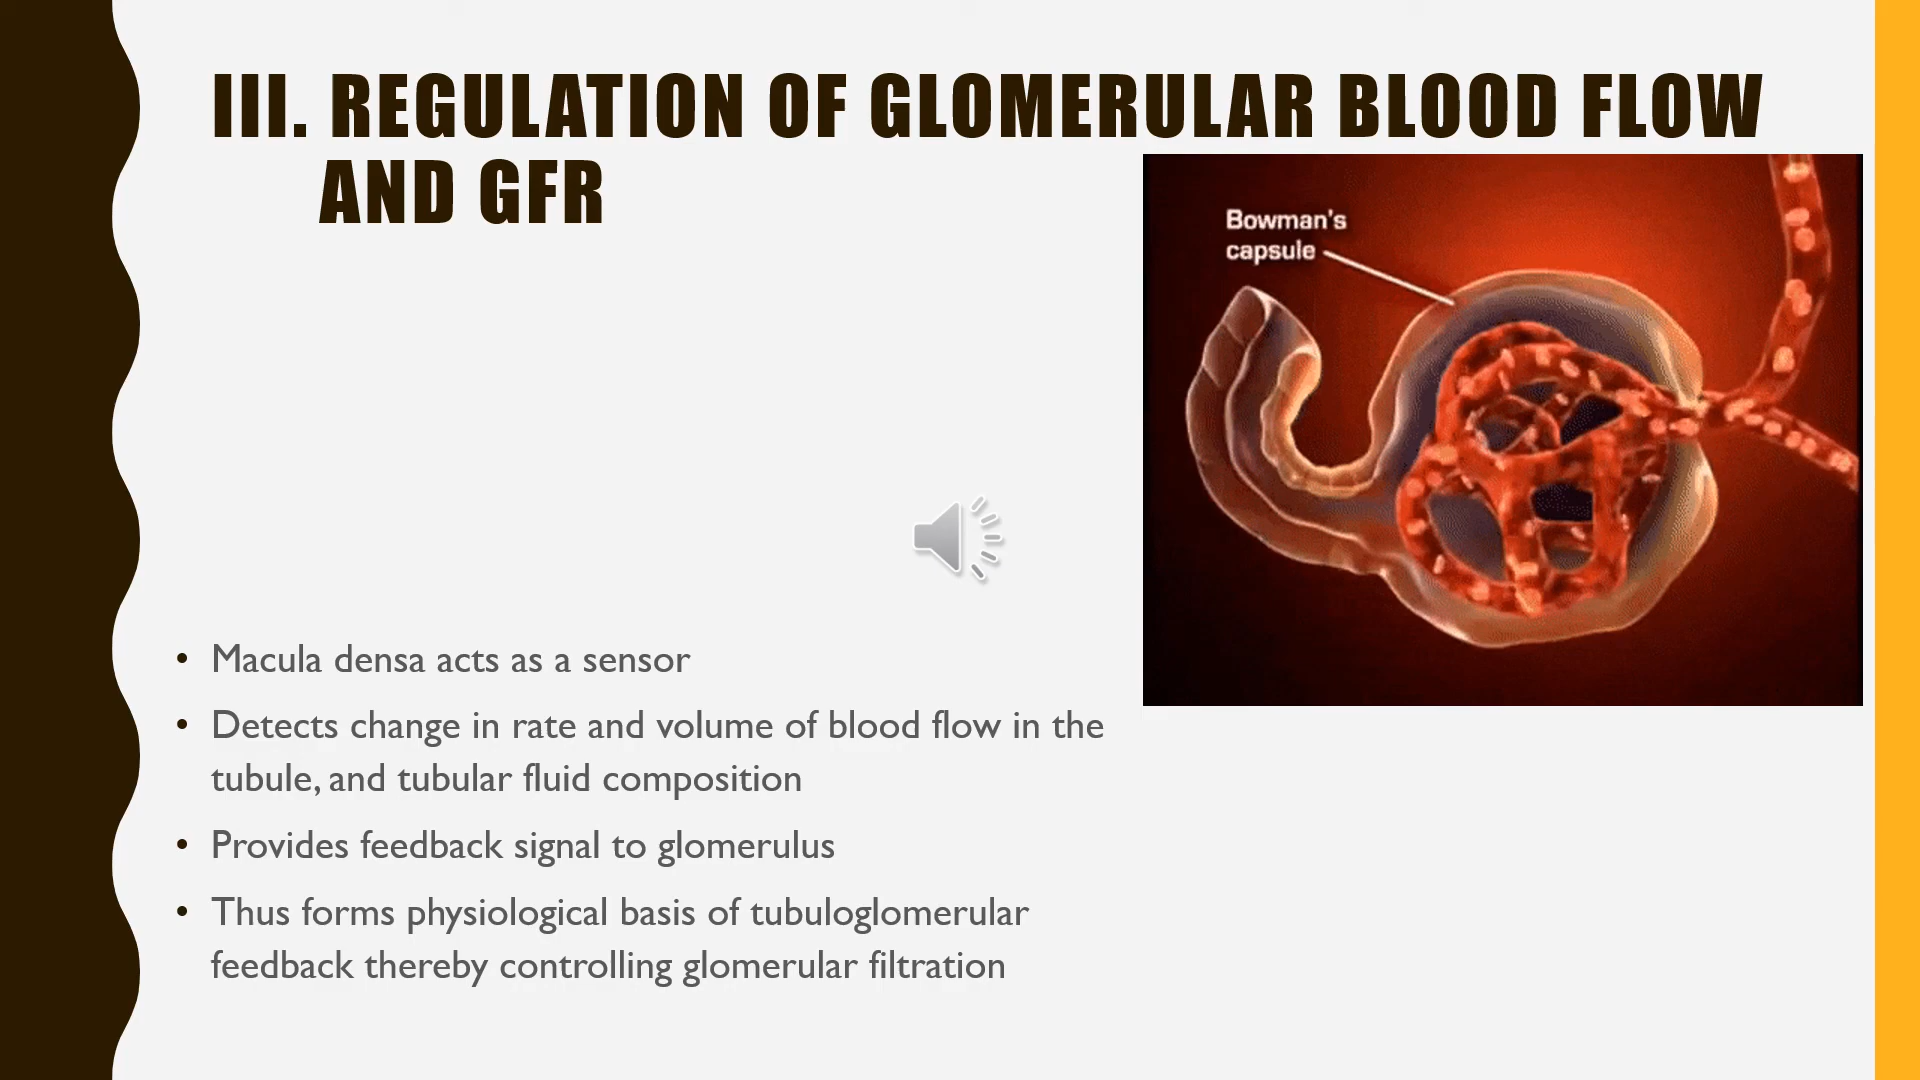 III. REGULATION OF GLOMERULAR BLOOD FLOW
AND GFR
Bowman's
capsule
• Macula densa acts as a sensor
• Detects change in rate and volume of blood flow in the
tubule, and tubular fluid composition
• Provides feedback signal to glomerulus
• Thus forms physiological basis of tubuloglomerular
feedback thereby controlling glomerular filtration